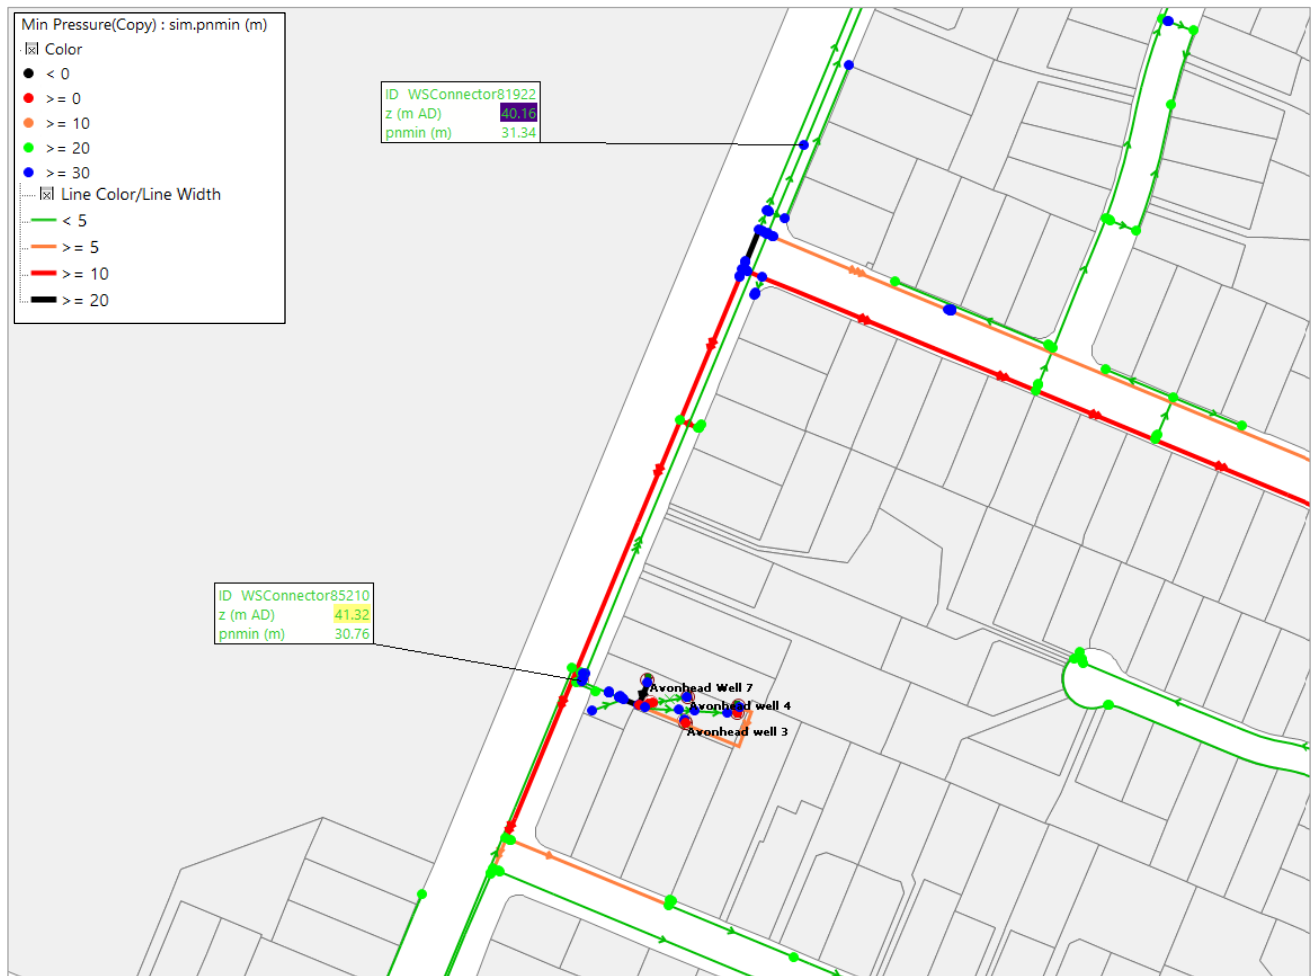 Min Pressure(Copy) : sim.pnmin (m)
Color
< 0
>= 0
>= 10
>= 20
>= 30
Line Color/Line Width
< 5
>= 5
>= 10
>= 20
ID WSConnector81922
z (m AD) 40.16
pnmin (m) 31.34
ID WSConnector85210
z (m AD) 41.32
pnmin (m) 30.76
Avonhead Well 7
Avonhead well 4
Avonhead well 3